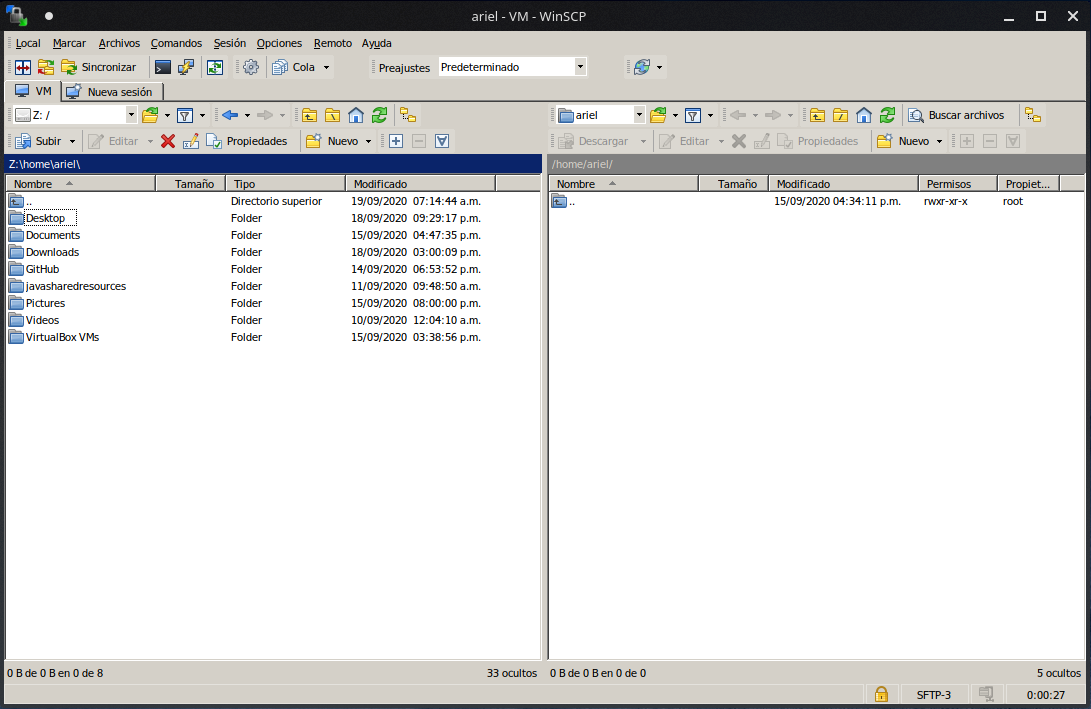 ariel - VM - WinSCP
Local Marcar Archivos Comandos Sesión Opciones Remoto Ayuda
Sincronizar Cola Preajustes Predeterminado
VM Nueva sesión
Z: / ariel Buscar archivos
Subir Editar Propiedades Nuevo Descargar Editar Propiedades Nuevo
Z:\home\ariel\ /home/ariel/
Nombre Tamaño Tipo Modificado Nombre Tamaño Modificado Permisos Propiet...
.. Directorio superior 19/09/2020 07:14:44 a.m. .. 15/09/2020 04:34:11 p.m. rwxr-xr-x root
Desktop Folder 18/09/2020 09:29:17 p.m.
Documents Folder 15/09/2020 04:47:35 p.m.
Downloads Folder 18/09/2020 03:00:09 p.m.
GitHub Folder 14/09/2020 06:53:52 p.m.
javasharedresources Folder 11/09/2020 09:48:50 a.m.
Pictures Folder 15/09/2020 08:00:00 p.m.
Videos Folder 10/09/2020 12:04:10 a.m.
VirtualBox VMs Folder 15/09/2020 03:38:56 p.m.
0 B de 0 B en 0 de 8 33 ocultos 0 B de 0 B en 0 de 0 5 ocultos
SFTP-3 0:00:27